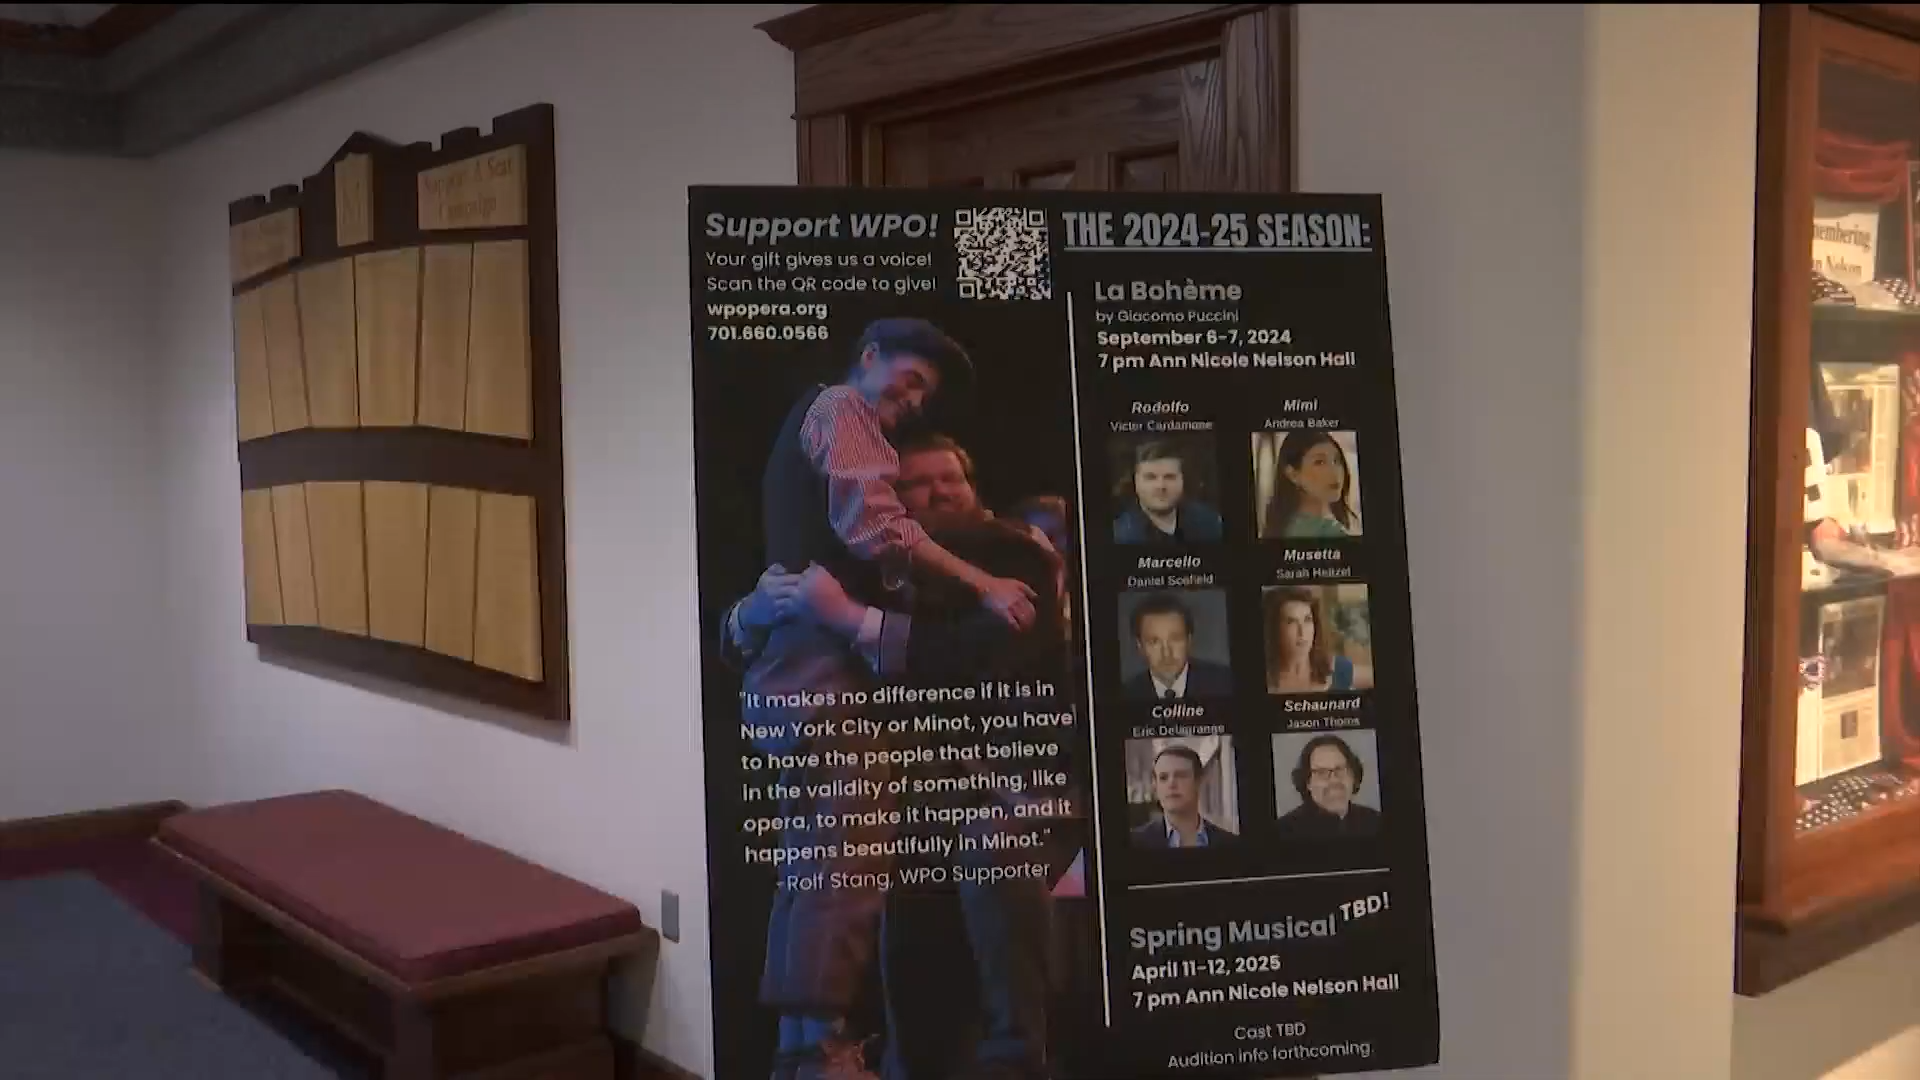 Support A Seat
Campaign
M
Support WPO!
Your gift gives us a voice!
Scan the QR code to give!
wpopera.org
701.660.0566
"It makes no difference if it is in
New York City or Minot, you have
to have the people that believe
in the validity of something, like
opera, to make it happen, and it
happens beautifully in Minot."
-Rolf Stang, WPO Supporter
THE 2024-25 SEASON:
La Bohème
by Giacomo Puccini
September 6-7, 2024
7 pm Ann Nicole Nelson Hall
Rodolfo
Victor Cardamone
Mimi
Andrea Baker
Marcello
Daniel Scofield
Musetta
Sarah Heltzel
Colline
Eric Delagrange
Schaunard
Jason Thoms
Spring Musical TBD!
April 11-12, 2025
7 pm Ann Nicole Nelson Hall
Cast TBD
Audition info forthcoming.
Nelson